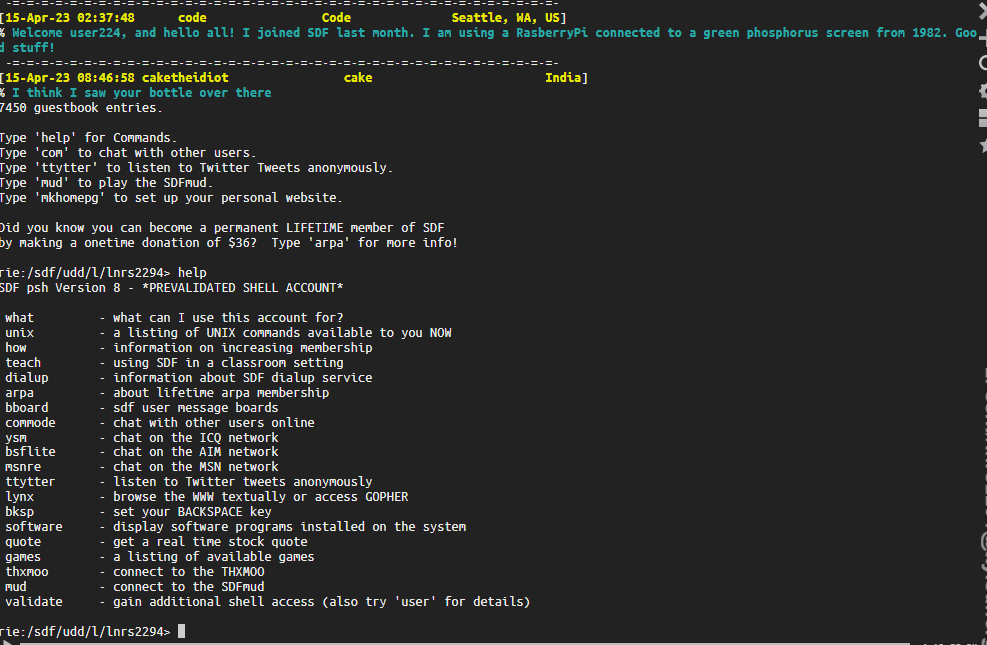 -=-=-=-=-=-=-=-=-=-=-=-=-=-=-=-=-=-=-=-=-=-=-=-=-=-=-=-=-=-=-=-=-=-=-=-=-=-
[15-Apr-23 02:37:48 code Code Seattle, WA, US]
% Welcome user224, and hello all! I joined SDF last month. I am using a RasberryPi connected to a green phosphorus screen from 1982. Goo
d stuff!
-=-=-=-=-=-=-=-=-=-=-=-=-=-=-=-=-=-=-=-=-=-=-=-=-=-=-=-=-=-=-=-=-=-=-=-=-=-
[15-Apr-23 08:46:58 caketheidiot cake India]
% I think I saw your bottle over there
7450 guestbook entries.
Type 'help' for Commands.
Type 'com' to chat with other users.
Type 'ttytter' to listen to Twitter Tweets anonymously.
Type 'mud' to play the SDFmud.
Type 'mkhomepg' to set up your personal website.
Did you know you can become a permanent LIFETIME member of SDF
by making a onetime donation of $36? Type 'arpa' for more info!
rie:/sdf/udd/l/lnrs2294> help
SDF psh Version 8 - *PREVALIDATED SHELL ACCOUNT*
what - what can I use this account for?
unix - a listing of UNIX commands available to you NOW
how - information on increasing membership
teach - using SDF in a classroom setting
dialup - information about SDF dialup service
arpa - about lifetime arpa membership
bboard - sdf user message boards
commode - chat with other users online
ysm - chat on the ICQ network
bsflite - chat on the AIM network
msnre - chat on the MSN network
ttytter - listen to Twitter tweets anonymously
lynx - browse the WWW textually or access GOPHER
bksp - set your BACKSPACE key
software - display software programs installed on the system
quote - get a real time stock quote
games - a listing of available games
thxmoo - connect to the THXMOO
mud - connect to the SDFmud
validate - gain additional shell access (also try 'user' for details)
rie:/sdf/udd/l/lnrs2294>